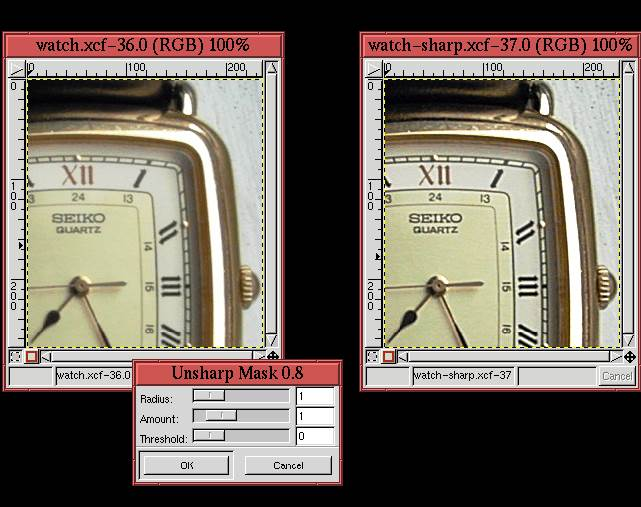 watch.xcf-36.0 (RGB) 100%
0 100 200
0
100
200
XII
23 24 13
SEIKO
QUARTZ
14
15
16
watch.xcf-36.0
watch-sharp.xcf-37.0 (RGB) 100%
0 100 200
0
100
200
XII
23 24 13
SEIKO
QUARTZ
14
15
16
watch-sharp.xcf-37
Cancel
Unsharp Mask 0.8
Radius: 1
Amount: 1
Threshold: 0
OK Cancel